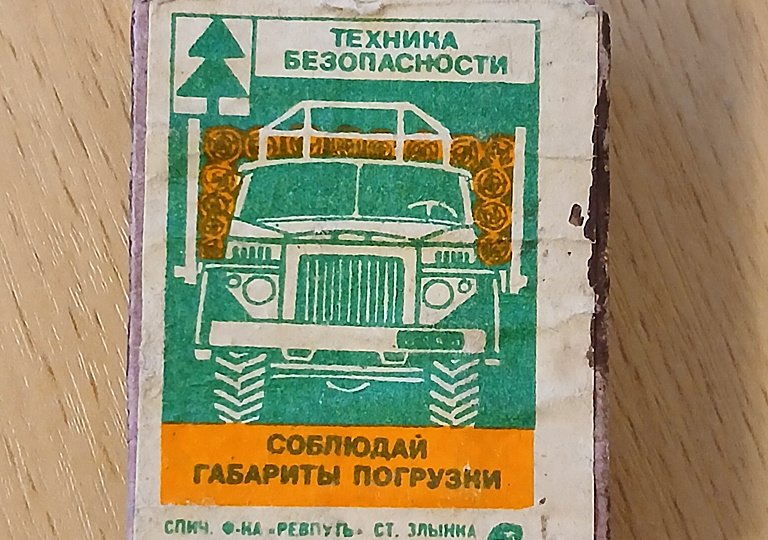 ТЕХНИКА
БЕЗОПАСНОСТИ
СОБЛЮДАЙ
ГАБАРИТЫ ПОГРУЗКИ
СПИЧ. Ф-КА «РЕВПУТЬ» СТ. ЗЛЫНКА